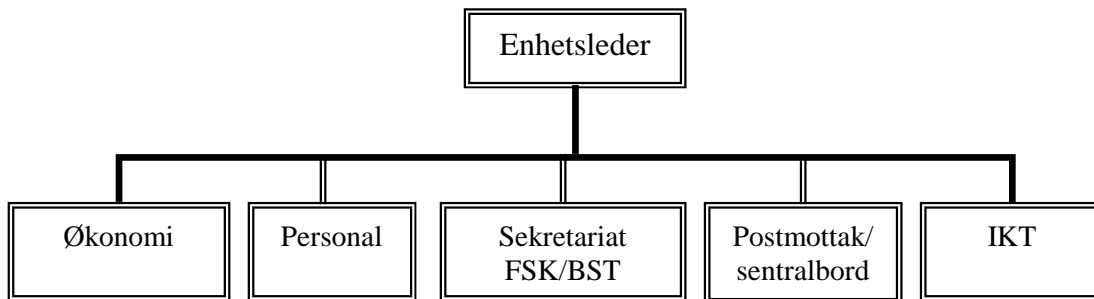 Enhetsleder
Økonomi
Personal
Sekretariat
FSK/BST
Postmottak/
sentralbord
IKT